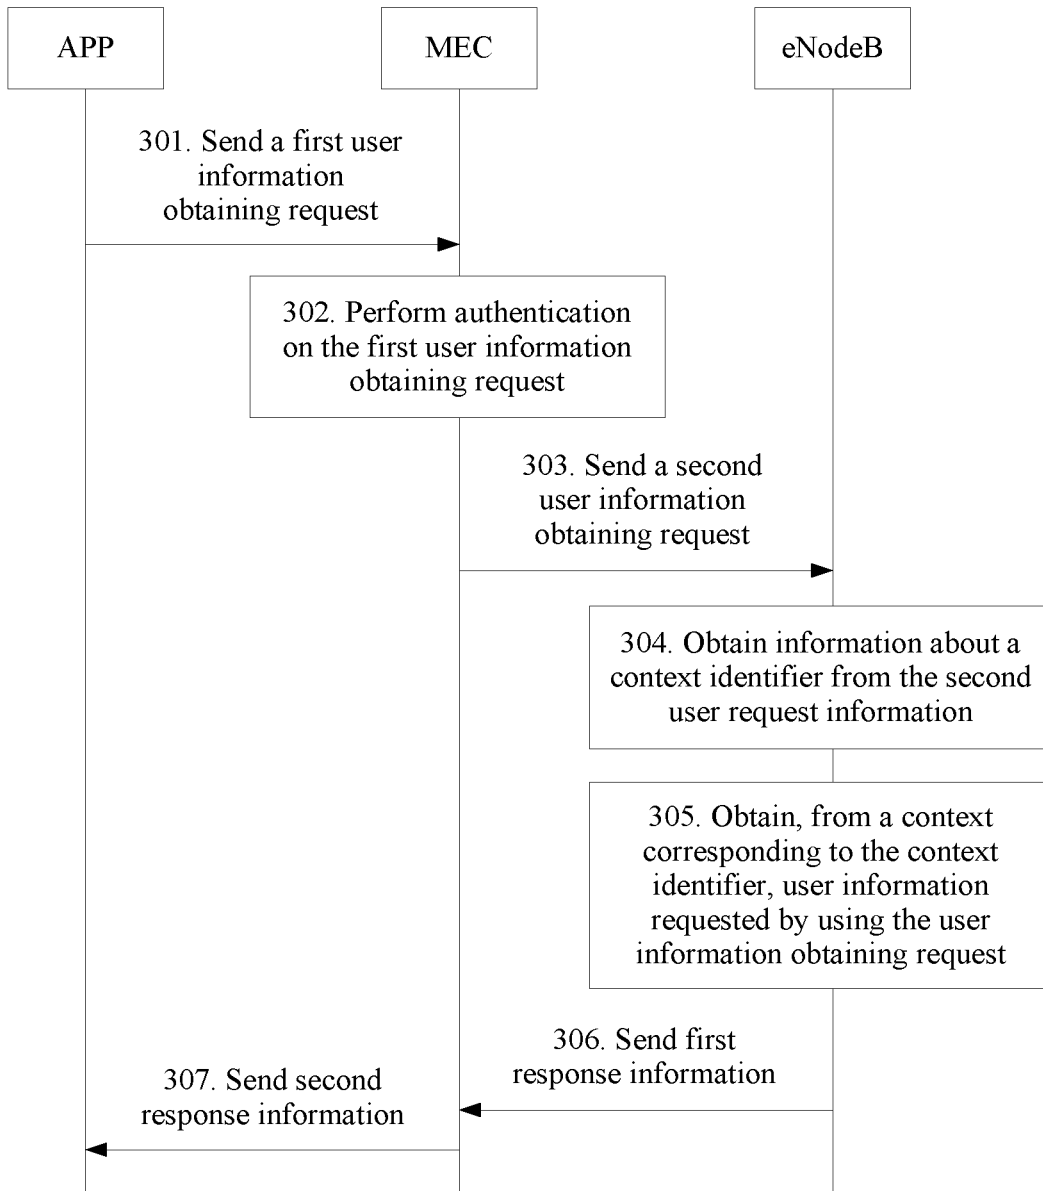 APP
MEC
eNodeB
301. Send a first user
information
obtaining request
302. Perform authentication
on the first user information
obtaining request
303. Send a second
user information
obtaining request
304. Obtain information about a
context identifier from the second
user request information
305. Obtain, from a context
corresponding to the context
identifier, user information
requested by using the user
information obtaining request
306. Send first
response information
307. Send second
response information